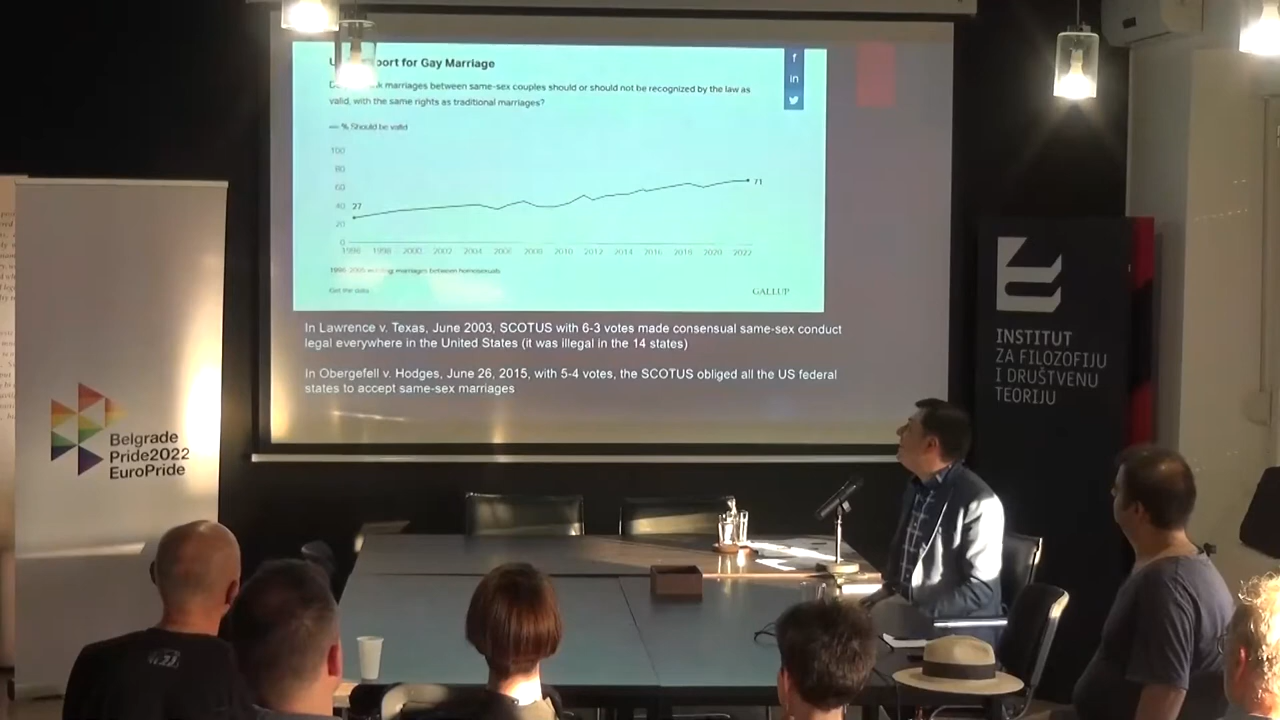 port for Gay Marriage
marriages between same-sex couples should or should not be recognized by the law as
valid, with the same rights as traditional marriages?
% Should be valid
100
80
60
40
20
0
27
71
1996 1998 2000 2002 2004 2006 2008 2010 2012 2014 2016 2018 2020 2022
marriages between homosexuals
Get the data
GALLUP
f
in
In Lawrence v. Texas, June 2003, SCOTUS with 6-3 votes made consensual same-sex conduct
legal everywhere in the United States (it was illegal in the 14 states)
In Obergefell v. Hodges, June 26, 2015, with 5-4 votes, the SCOTUS obliged all the US federal
states to accept same-sex marriages
Belgrade
Pride2022
EuroPride
INSTITUT
ZA FILOZOFIJU
I DRUŠTVENU
TEORIJU